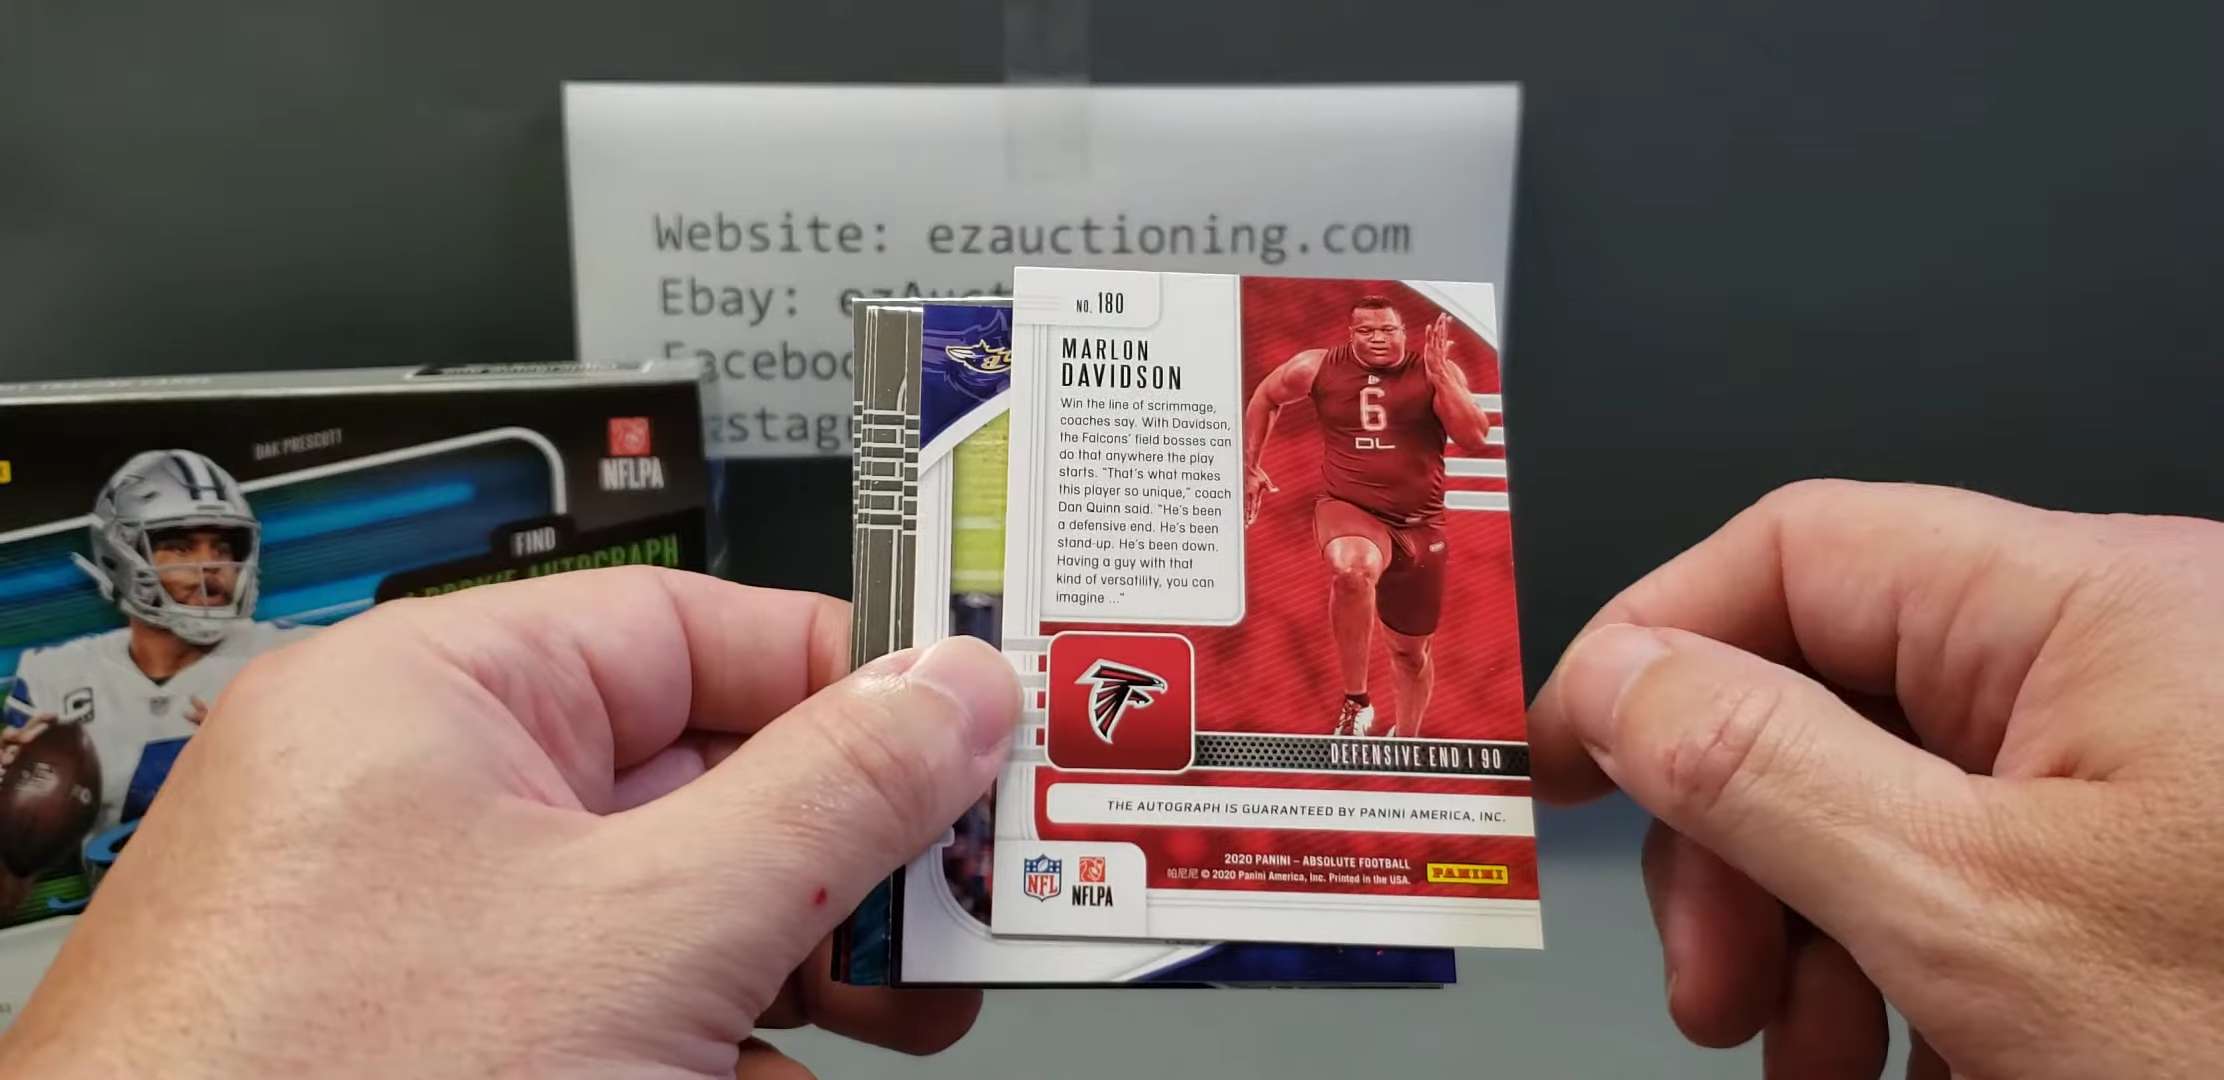 Website: ezauctioning.com
Ebay:
NO. 180
MARLON
DAVIDSON
Win the line of scrimmage,
coaches say. With Davidson,
the Falcons' field bosses can
do that anywhere the play
starts. "That's what makes
this player so unique," coach
Dan Quinn said. "He's been
a defensive end. He's been
stand-up. He's been down.
Having a guy with that
kind of versatility, you can
imagine ..."
6
DL
DEFENSIVE END | 90
THE AUTOGRAPH IS GUARANTEED BY PANINI AMERICA, INC.
2020 PANINI – ABSOLUTE FOOTBALL
帕尼尼 © 2020 Panini America, Inc. Printed in the USA.
PANINI
NFL
NFLPA
DAK PRESCOTT
NFLPA
FIND
AUTOGRAPH
C